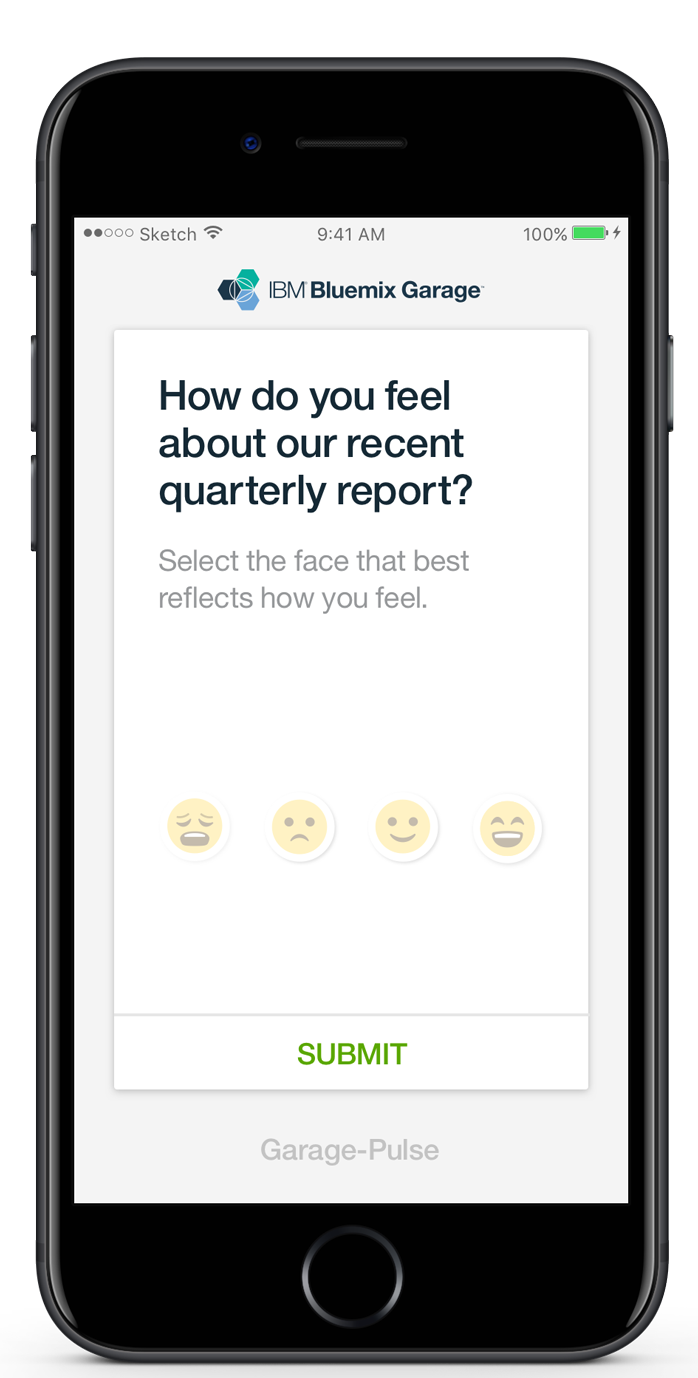 Sketch 9:41 AM 100%
IBM® Bluemix Garage™
How do you feel
about our recent
quarterly report?
Select the face that best
reflects how you feel.
SUBMIT
Garage-Pulse